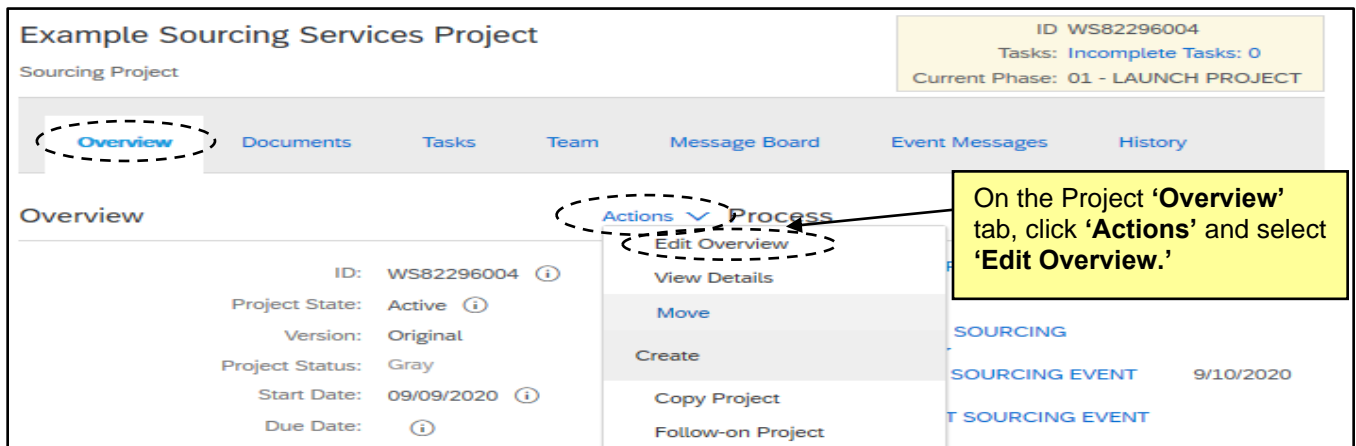 Example Sourcing Services Project
Sourcing Project
ID WS82296004
Tasks: Incomplete Tasks: 0
Current Phase: 01 - LAUNCH PROJECT
Overview Documents Tasks Team Message Board Event Messages History
Overview
Actions
Process
On the Project ‘Overview’
tab, click ‘Actions’ and select
‘Edit Overview.’
ID: WS82296004
Project State: Active
Version: Original
Project Status: Gray
Start Date: 09/09/2020
Due Date:
Edit Overview
View Details
Move
Create
Copy Project
Follow-on Project
SOURCING
SOURCING EVENT 9/10/2020
T SOURCING EVENT